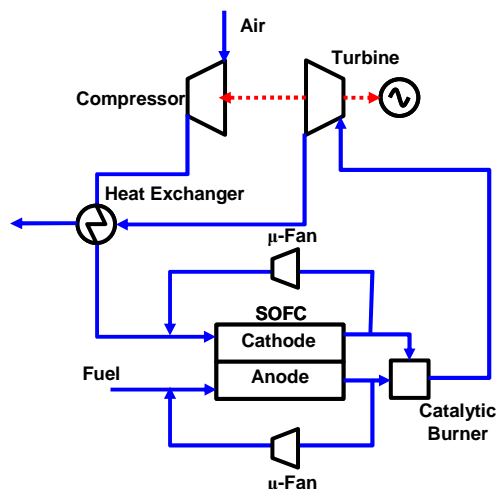 Air
Turbine
Compressor
Heat Exchanger
μ-Fan
SOFC
Cathode
Fuel
Anode
Catalytic
Burner
μ-Fan